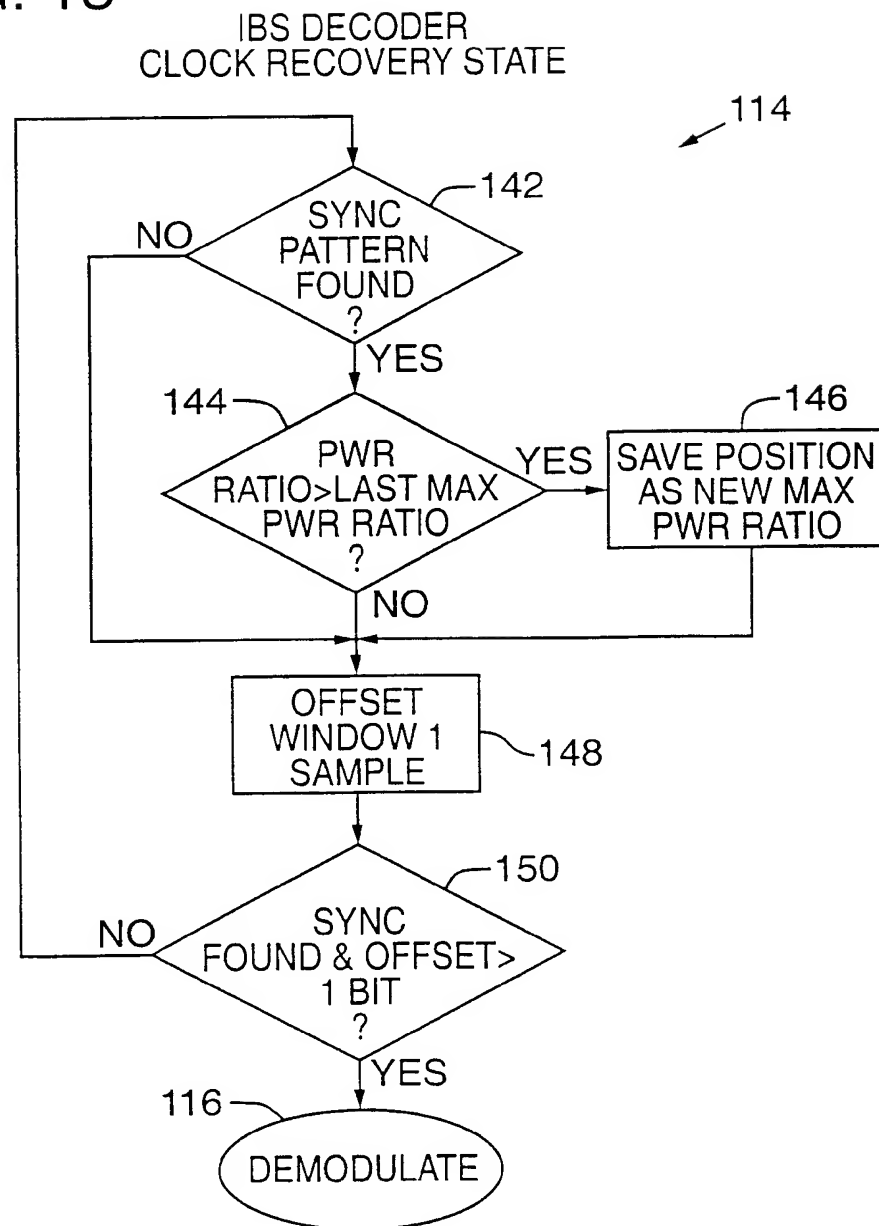 IBS DECODER
CLOCK RECOVERY STATE
114
142
SYNC
PATTERN
FOUND
?
NO
YES
144
PWR
RATIO>LAST MAX
PWR RATIO
?
YES
146
SAVE POSITION
AS NEW MAX
PWR RATIO
NO
OFFSET
WINDOW 1
SAMPLE
148
150
SYNC
FOUND & OFFSET>
1 BIT
?
NO
YES
116
DEMODULATE